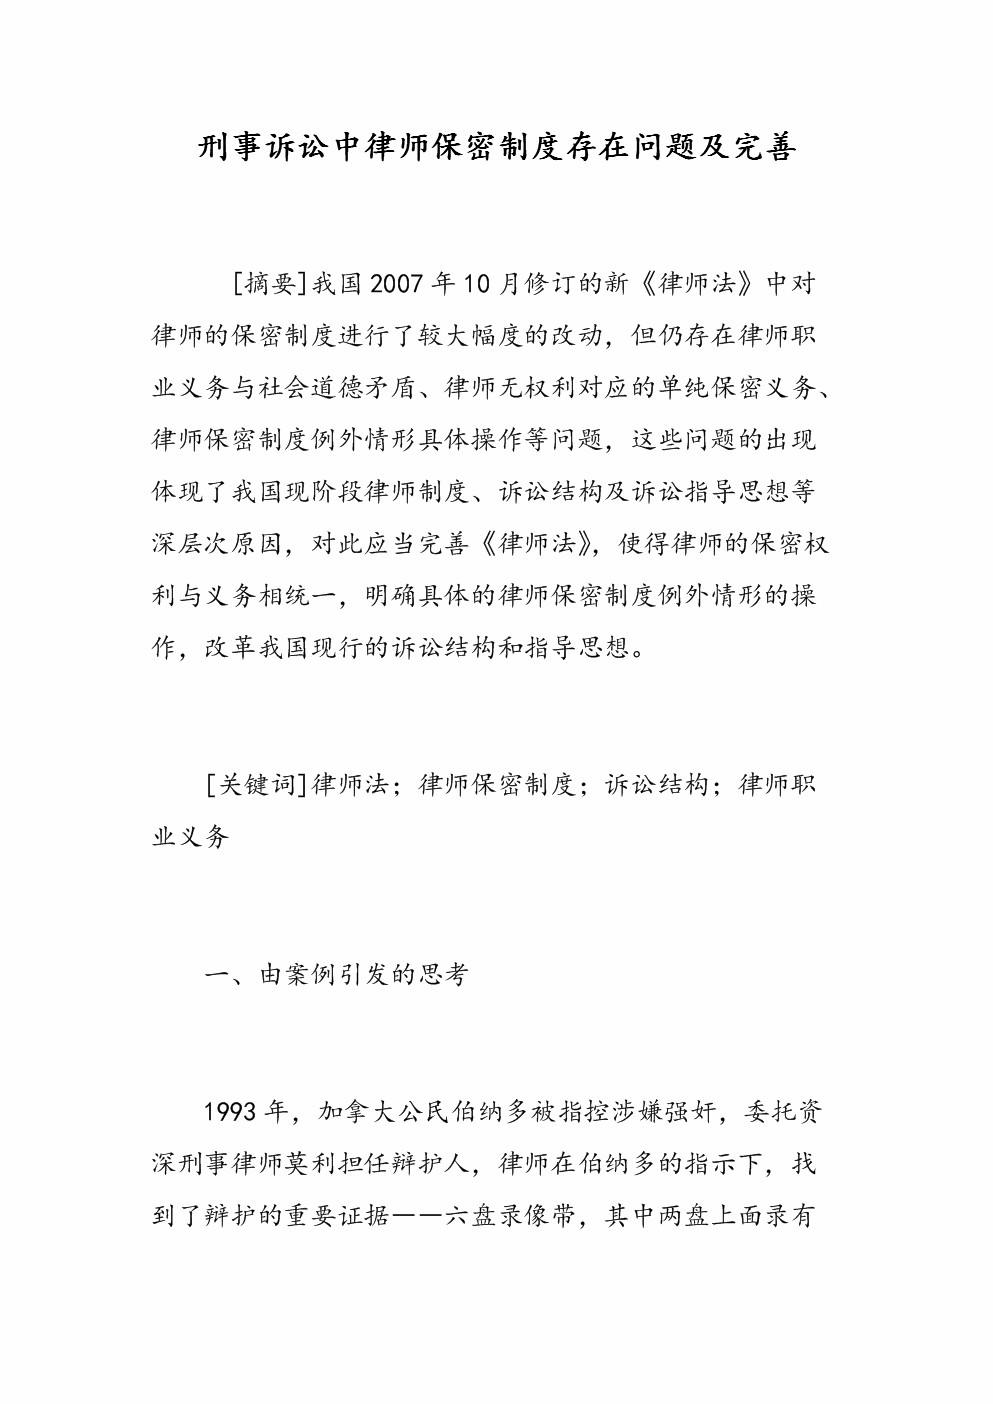 刑事诉讼中律师保密制度存在问题及完善
[摘要]我国2007年10月修订的新《律师法》中对
律师的保密制度进行了较大幅度的改动，但仍存在律师职
业义务与社会道德矛盾、律师无权利对应的单纯保密义务、
律师保密制度例外情形具体操作等问题，这些问题的出现
体现了我国现阶段律师制度、诉讼结构及诉讼指导思想等
深层次原因，对此应当完善《律师法》，使得律师的保密权
利与义务相统一，明确具体的律师保密制度例外情形的操
作，改革我国现行的诉讼结构和指导思想。
[关键词]律师法；律师保密制度；诉讼结构；律师职
业义务
一、由案例引发的思考
1993年，加拿大公民伯纳多被指控涉嫌强奸，委托资
深刑事律师莫利担任辩护人，律师在伯纳多的指示下，找
到了辩护的重要证据——六盘录像带，其中两盘上面录有